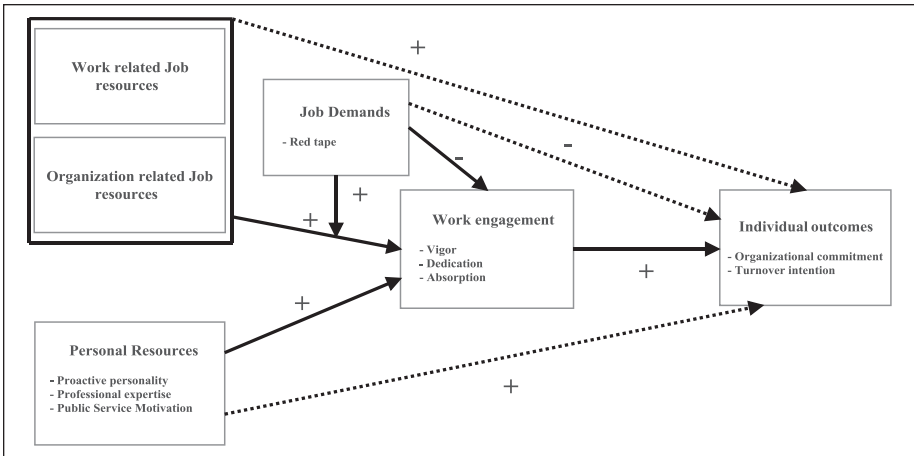 Work related Job
resources
Organization related Job
resources
Job Demands
- Red tape
Work engagement
- Vigor
- Dedication
- Absorption
Individual outcomes
- Organizational commitment
- Turnover intention
Personal Resources
- Proactive personality
- Professional expertise
- Public Service Motivation
+
-
-
+
+
+
+
+